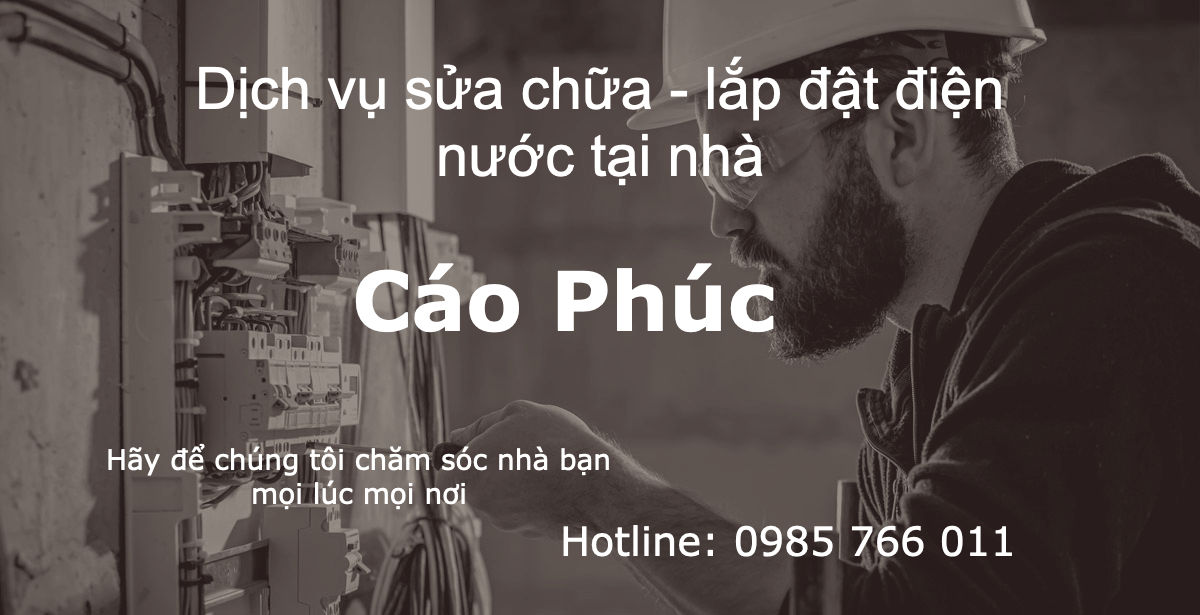 Dịch vụ sửa chữa - lắp đật điện
nước tại nhà
Cáo Phúc
Hãy để chúng tôi chăm sóc nhà bạn
mọi lúc mọi nơi
Hotline: 0985 766 011